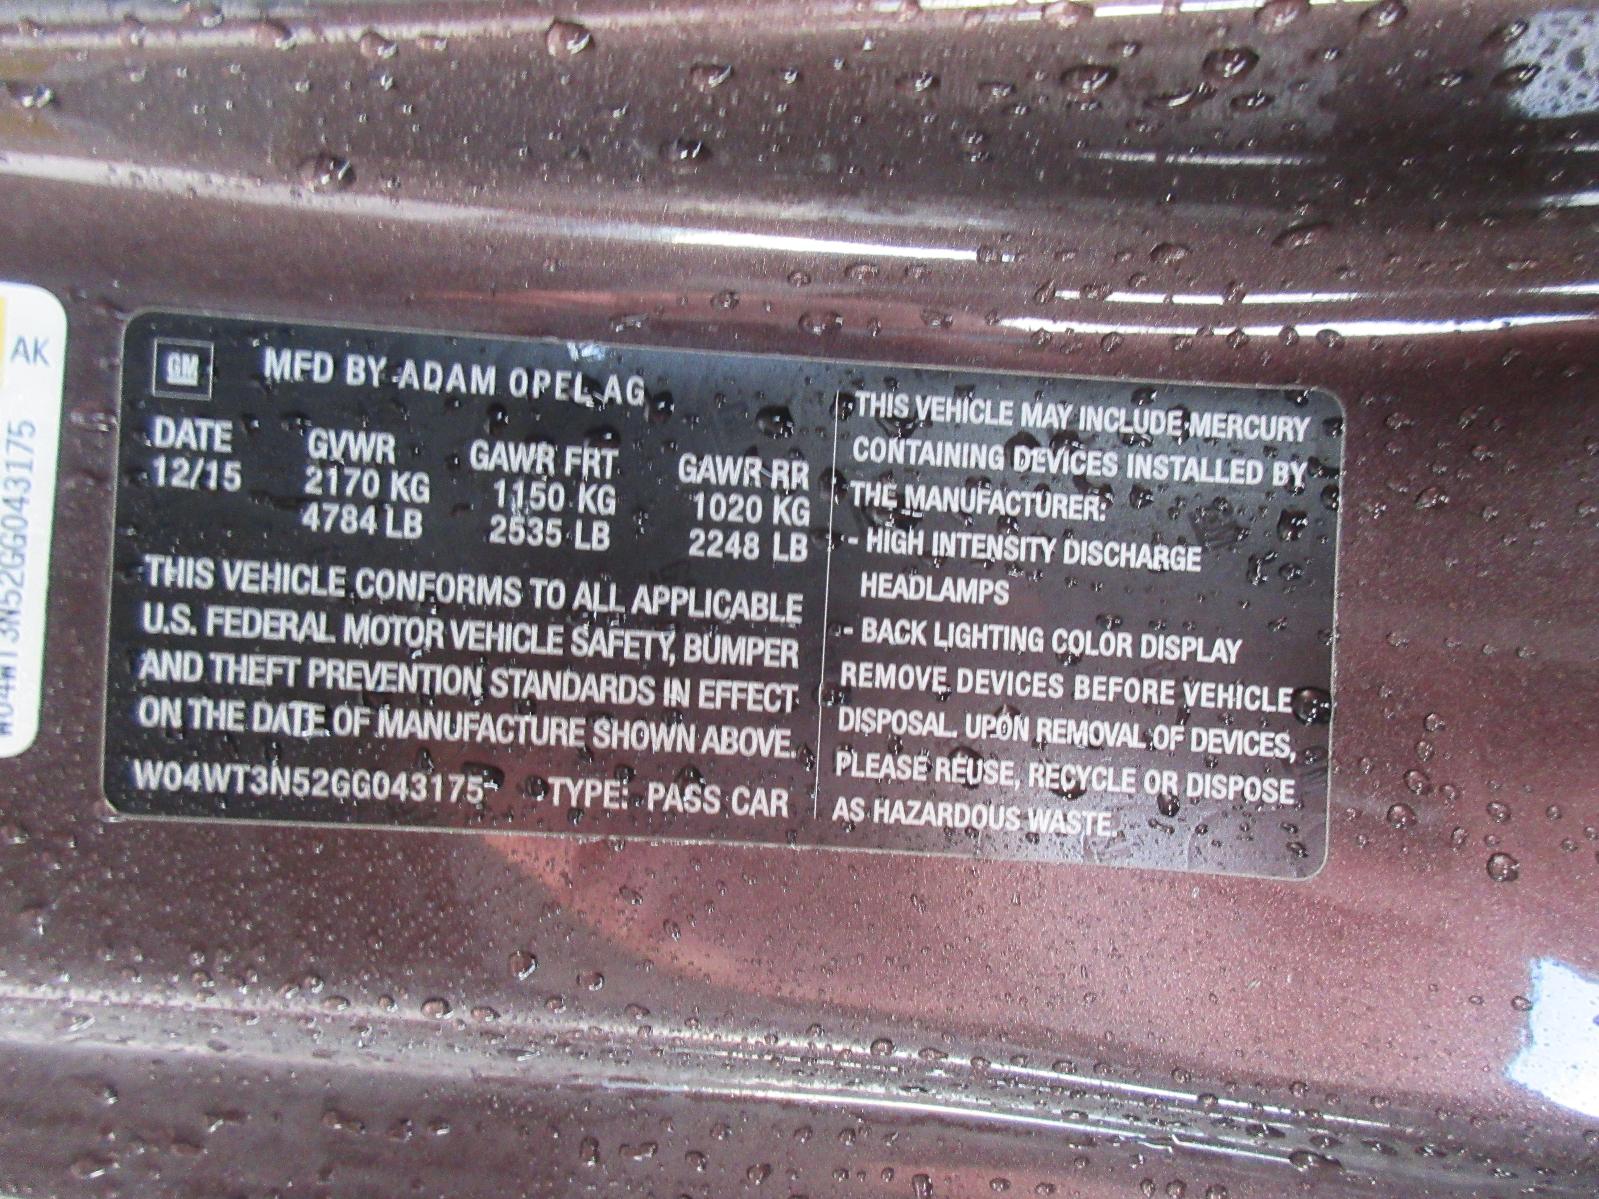 AK
W04WT3N52GG043175
GM
MFD BY ADAM OPEL AG
DATE GVWR GAWR FRT GAWR RR
12/15 2170 KG 1150 KG 1020 KG
4784 LB 2535 LB 2248 LB
THIS VEHICLE CONFORMS TO ALL APPLICABLE
U.S. FEDERAL MOTOR VEHICLE SAFETY, BUMPER
AND THEFT PREVENTION STANDARDS IN EFFECT
ON THE DATE OF MANUFACTURE SHOWN ABOVE.
W04WT3N52GG043175 TYPE: PASS CAR
THIS VEHICLE MAY INCLUDE MERCURY
CONTAINING DEVICES INSTALLED BY
THE MANUFACTURER:
- HIGH INTENSITY DISCHARGE
HEADLAMPS
- BACK LIGHTING COLOR DISPLAY
REMOVE DEVICES BEFORE VEHICLE
DISPOSAL. UPON REMOVAL OF DEVICES,
PLEASE REUSE, RECYCLE OR DISPOSE
AS HAZARDOUS WASTE.